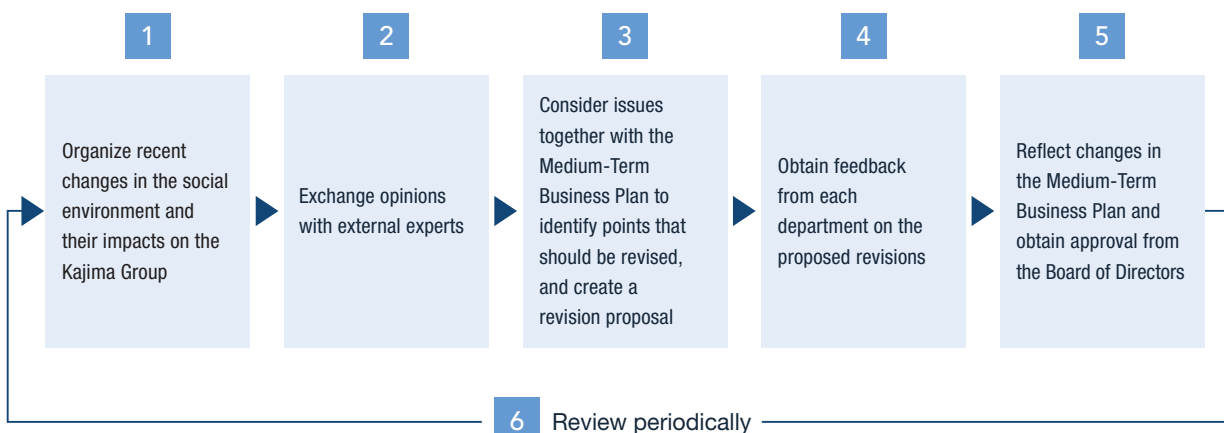 1
Organize recent
changes in the social
environment and
their impacts on the
Kajima Group
2
Exchange opinions
with external experts
3
Consider issues
together with the
Medium-Term
Business Plan to
identify points that
should be revised,
and create a
revision proposal
4
Obtain feedback
from each
department on the
proposed revisions
5
Reflect changes in
the Medium-Term
Business Plan and
obtain approval from
the Board of Directors
6 Review periodically